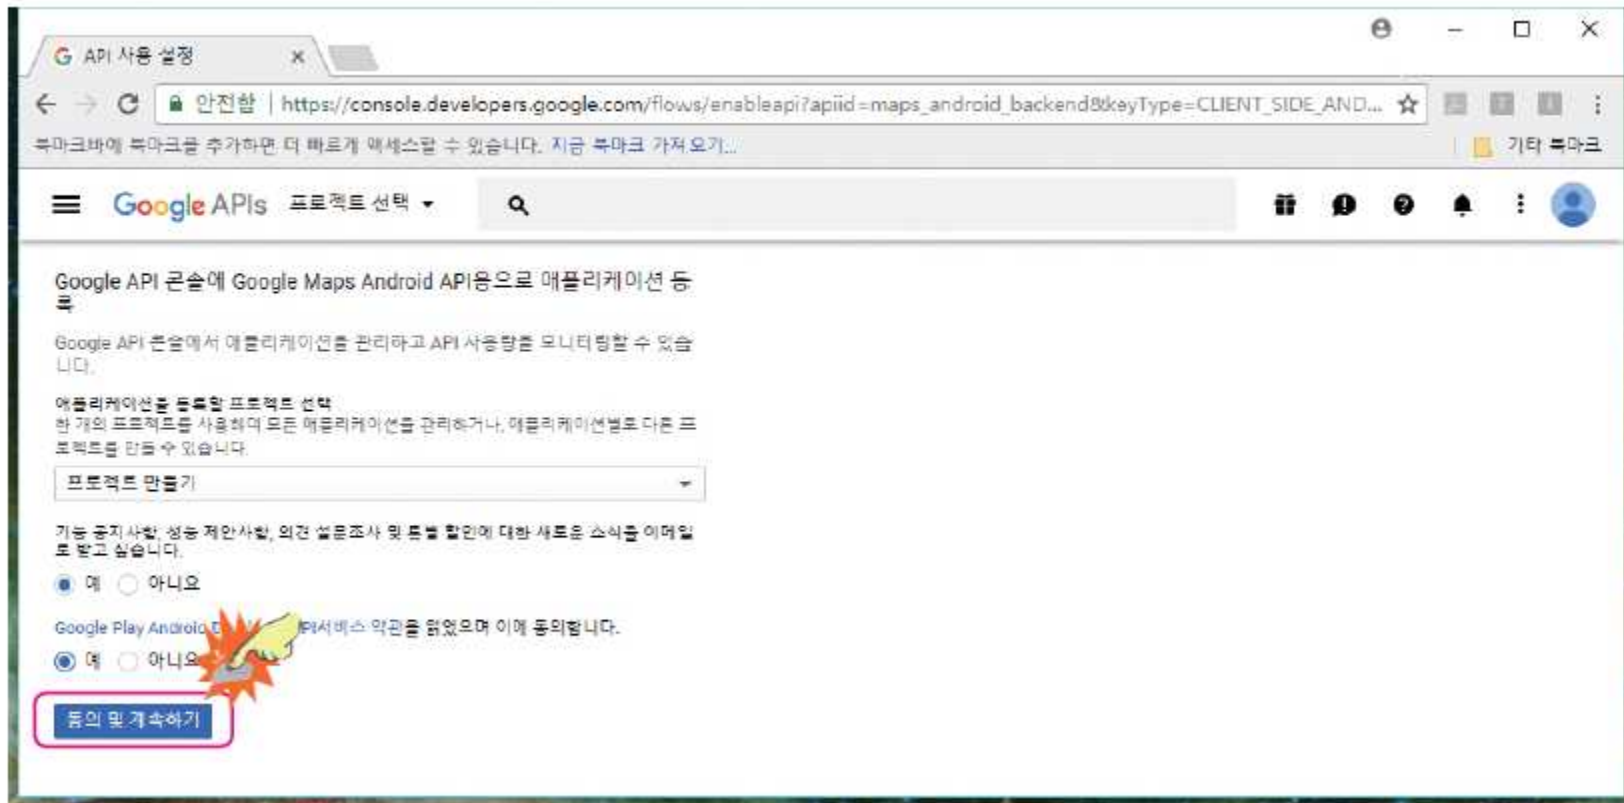 API 사용 설정
안전함 | https://console.developers.google.com/flows/enableapi?apiid=maps_android_backend&keyType=CLIENT_SIDE_AND...
북마크바에 북마크를 추가하면 더 빠르게 액세스할 수 있습니다. 지금 북마크 가져오기...
기타 북마크
Google APIs 프로젝트 선택
Google API 콘솔에 Google Maps Android API용으로 애플리케이션 등
록
Google API 콘솔에서 애플리케이션을 관리하고 API 사용량을 모니터링할 수 있습
니다.
애플리케이션을 등록할 프로젝트 선택
한 개의 프로젝트를 사용하여 모든 애플리케이션을 관리하거나, 애플리케이션별로 다른 프
로젝트를 만들 수 있습니다.
프로젝트 만들기
기능 공지사항, 성능 제안사항, 의견 설문조사 및 특별 할인에 대한 새로운 소식을 이메일
로 받고 싶습니다.
예 아니요
Google Play Android PI서비스 약관을 읽었으며 이에 동의합니다.
예 아니요
동의 및 계속하기